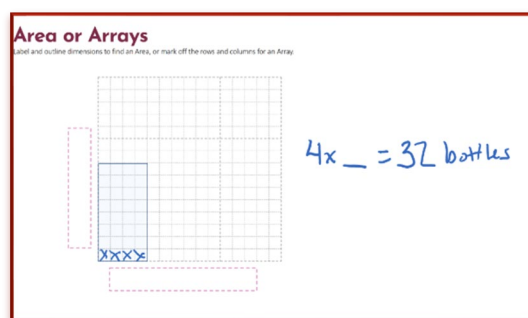 Area or Arrays
Label and outline dimensions to find an Area, or mark off the rows and columns for an Array.
4x _ = 32 bottles
xxxx